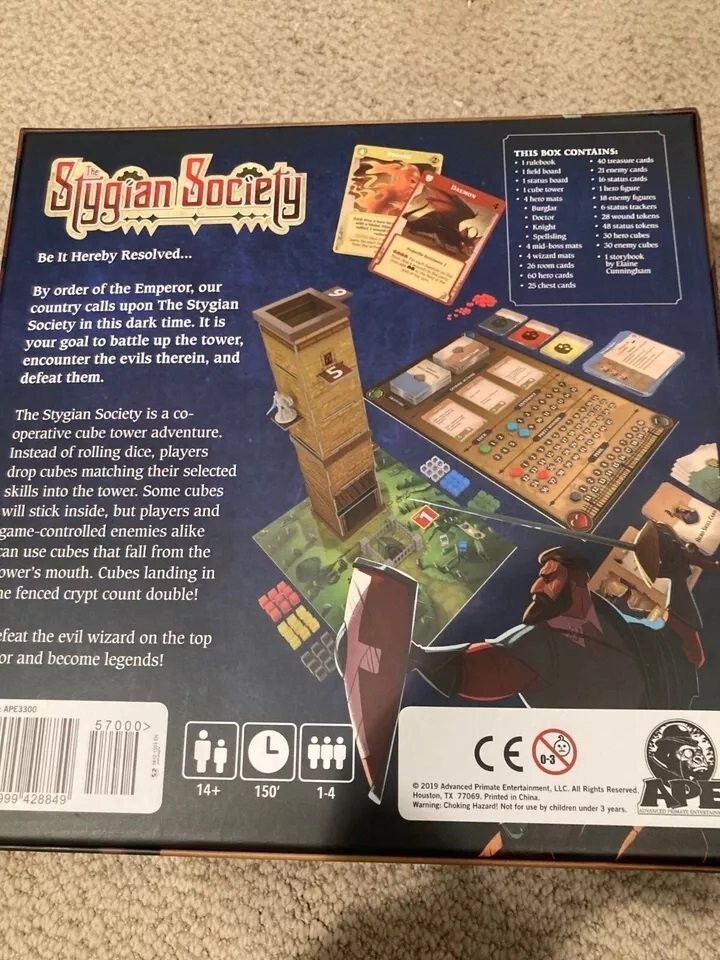 The
Stygian Society
Be It Hereby Resolved...
By order of the Emperor, our
country calls upon The Stygian
Society in this dark time. It is
your goal to battle up the tower,
encounter the evils therein, and
defeat them.
The Stygian Society is a co-
operative cube tower adventure.
Instead of rolling dice, players
drop cubes matching their selected
skills into the tower. Some cubes
will stick inside, but players and
game-controlled enemies alike
can use cubes that fall from the
ower's mouth. Cubes landing in
e fenced crypt count double!
feat the evil wizard on the top
or and become legends!
THIS BOX CONTAINS:
• 1 rulebook
• 1 field board
• 1 status board
• 1 cube tower
• 4 hero mats
• Burglar
• Doctor
• Knight
• Spellsling
• 4 mid-boss mats
• 4 wizard mats
• 26 room cards
• 60 hero cards
• 25 chest cards
• 40 treasure cards
• 21 enemy cards
• 16 status cards
• 1 hero figure
• 18 enemy figures
• 6 status trackers
• 28 wound tokens
• 48 status tokens
• 30 hero cubes
• 30 enemy cubes
• 1 storybook
by Elaine
Cunningham
DAEMON
4
6
5
1
APE3300
57000>
999 428849
14+
150'
1-4
CE
0-3
© 2019 Advanced Primate Entertainment, LLC. All Rights Reserved.
Houston, TX 77069. Printed in China.
Warning: Choking Hazard! Not for use by children under 3 years.
APE
ADVANCED PRIMATE ENTERTAINM